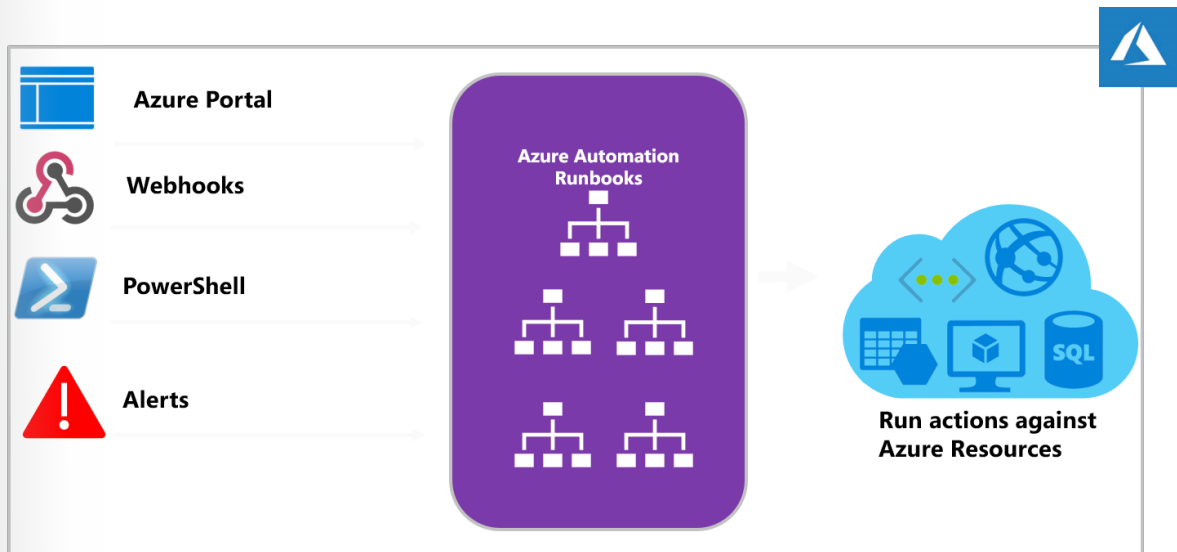 Azure Portal
Webhooks
PowerShell
Alerts
Azure Automation
Runbooks
SQL
Run actions against
Azure Resources